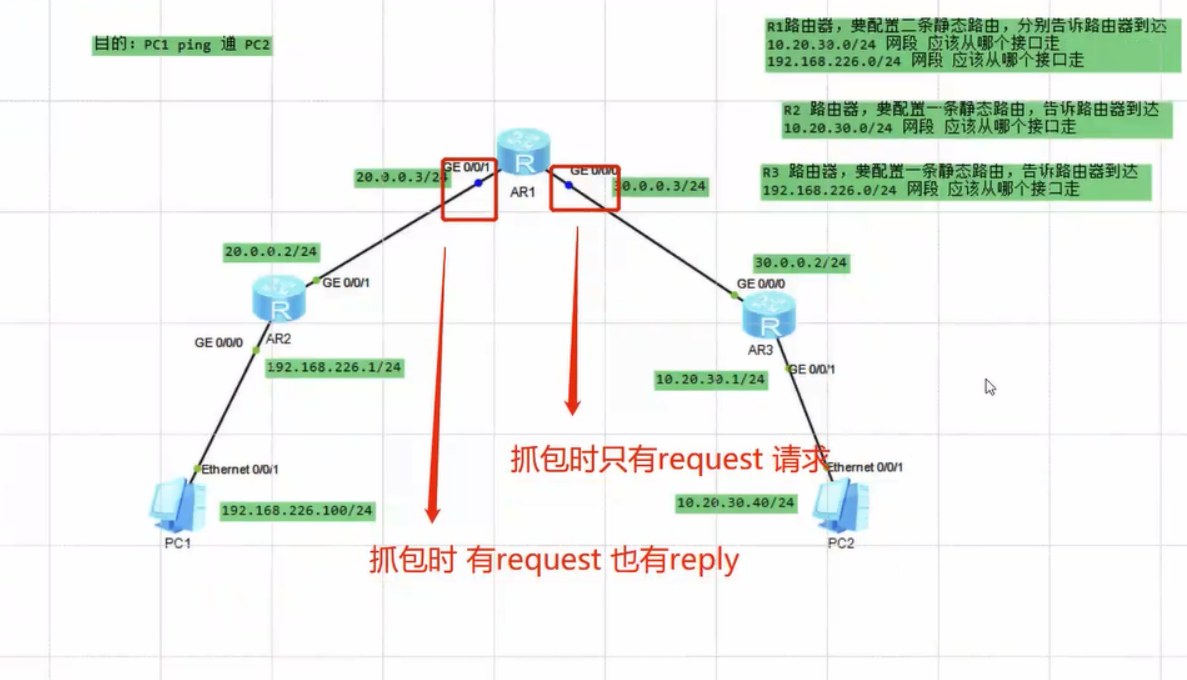 目的：PC1 ping 通 PC2
R1路由器，要配置二条静态路由，分别告诉路由器到达
10.20.30.0/24 网段 应该从哪个接口走
192.168.226.0/24 网段 应该从哪个接口走
R2 路由器，要配置一条静态路由，告诉路由器到达
10.20.30.0/24 网段 应该从哪个接口走
R3 路由器，要配置一条静态路由，告诉路由器到达
192.168.226.0/24 网段 应该从哪个接口走
20.0.0.3/24
GE 0/0/1
R
AR1
GE 0/0/0
30.0.0.3/24
20.0.0.2/24
GE 0/0/1
R
AR2
GE 0/0/0
192.168.226.1/24
30.0.0.2/24
GE 0/0/0
R
AR3
GE 0/0/1
10.20.30.1/24
抓包时只有request 请求
Ethernet 0/0/1
192.168.226.100/24
PC1
Ethernet 0/0/1
10.20.30.40/24
PC2
抓包时 有request 也有reply